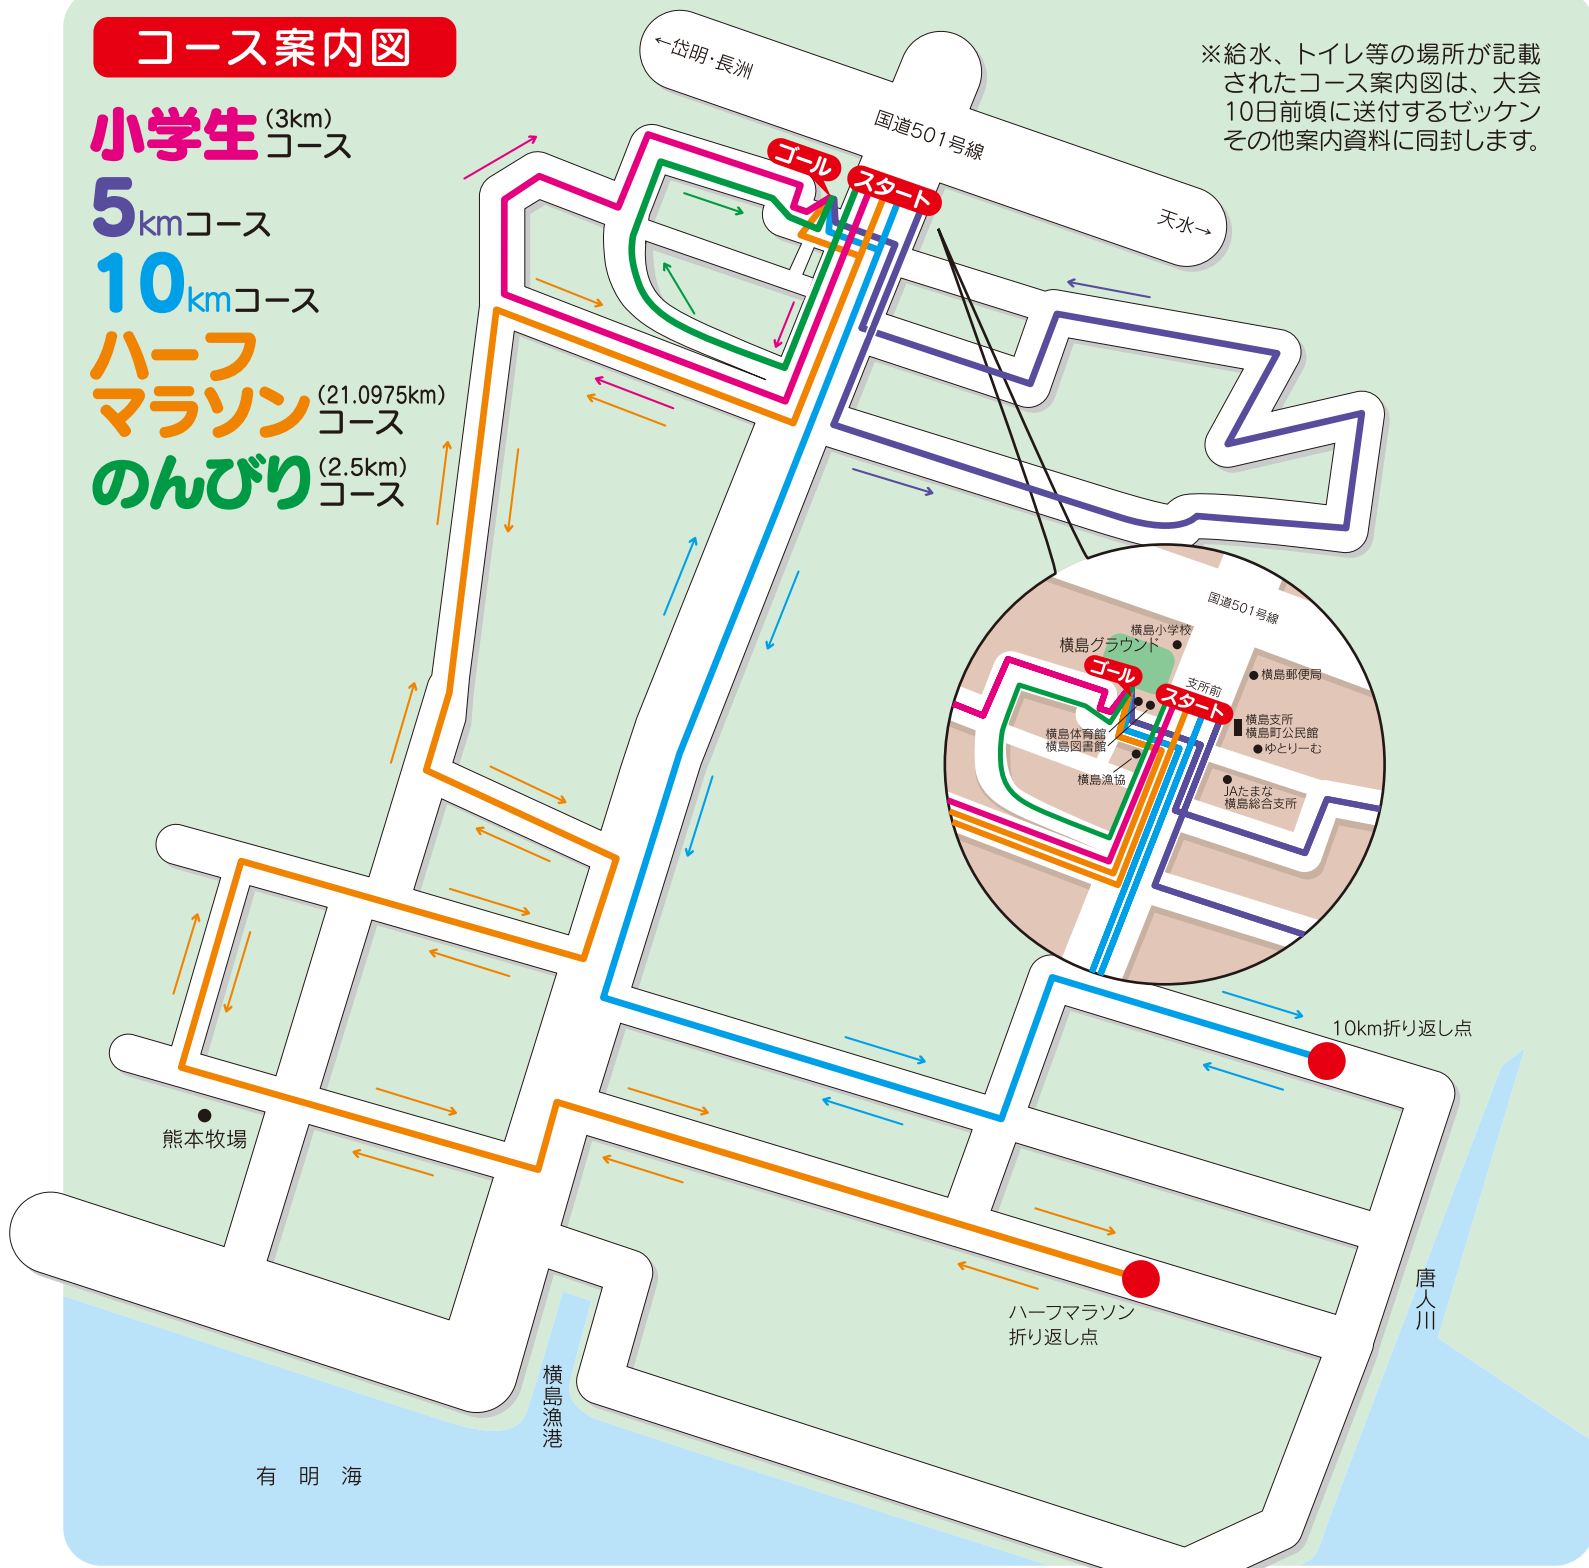 コース案内図
小学生(3km)コース
5kmコース
10kmコース
ハーフ
マラソン(21.0975km)コース
のんびり(2.5km)コース
※給水、トイレ等の場所が記載
されたコース案内図は、大会
10日前頃に送付するゼッケン
その他案内資料に同封します。
←岱明・長洲
国道501号線
天水→
ゴール
スタート
国道501号線
横島小学校
横島グラウンド
ゴール
支所前
スタート
横島郵便局
横島支所
横島町公民館
ゆとりーむ
横島体育館
横島図書館
横島漁協
JAたまな
横島総合支所
10km折り返し点
熊本牧場
ハーフマラソン
折り返し点
唐人川
横島漁港
有明海